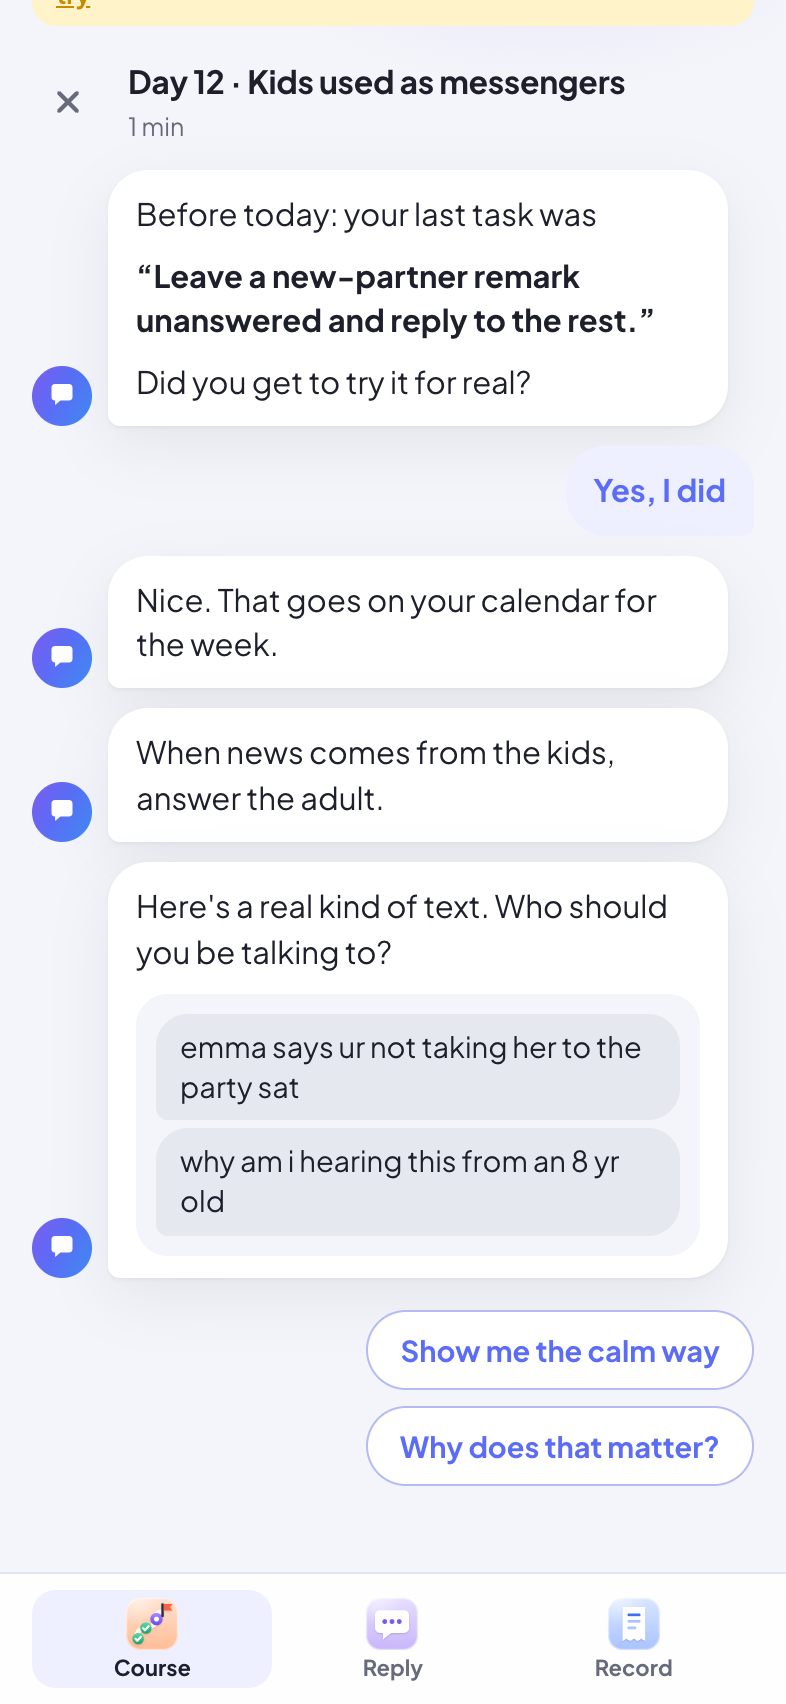 try
Day 12 · Kids used as messengers
1 min
Before today: your last task was
“Leave a new-partner remark
unanswered and reply to the rest.”
Did you get to try it for real?
Yes, I did
Nice. That goes on your calendar for
the week.
When news comes from the kids,
answer the adult.
Here's a real kind of text. Who should
you be talking to?
emma says ur not taking her to the
party sat
why am i hearing this from an 8 yr
old
Show me the calm way
Why does that matter?
Course
Reply
Record